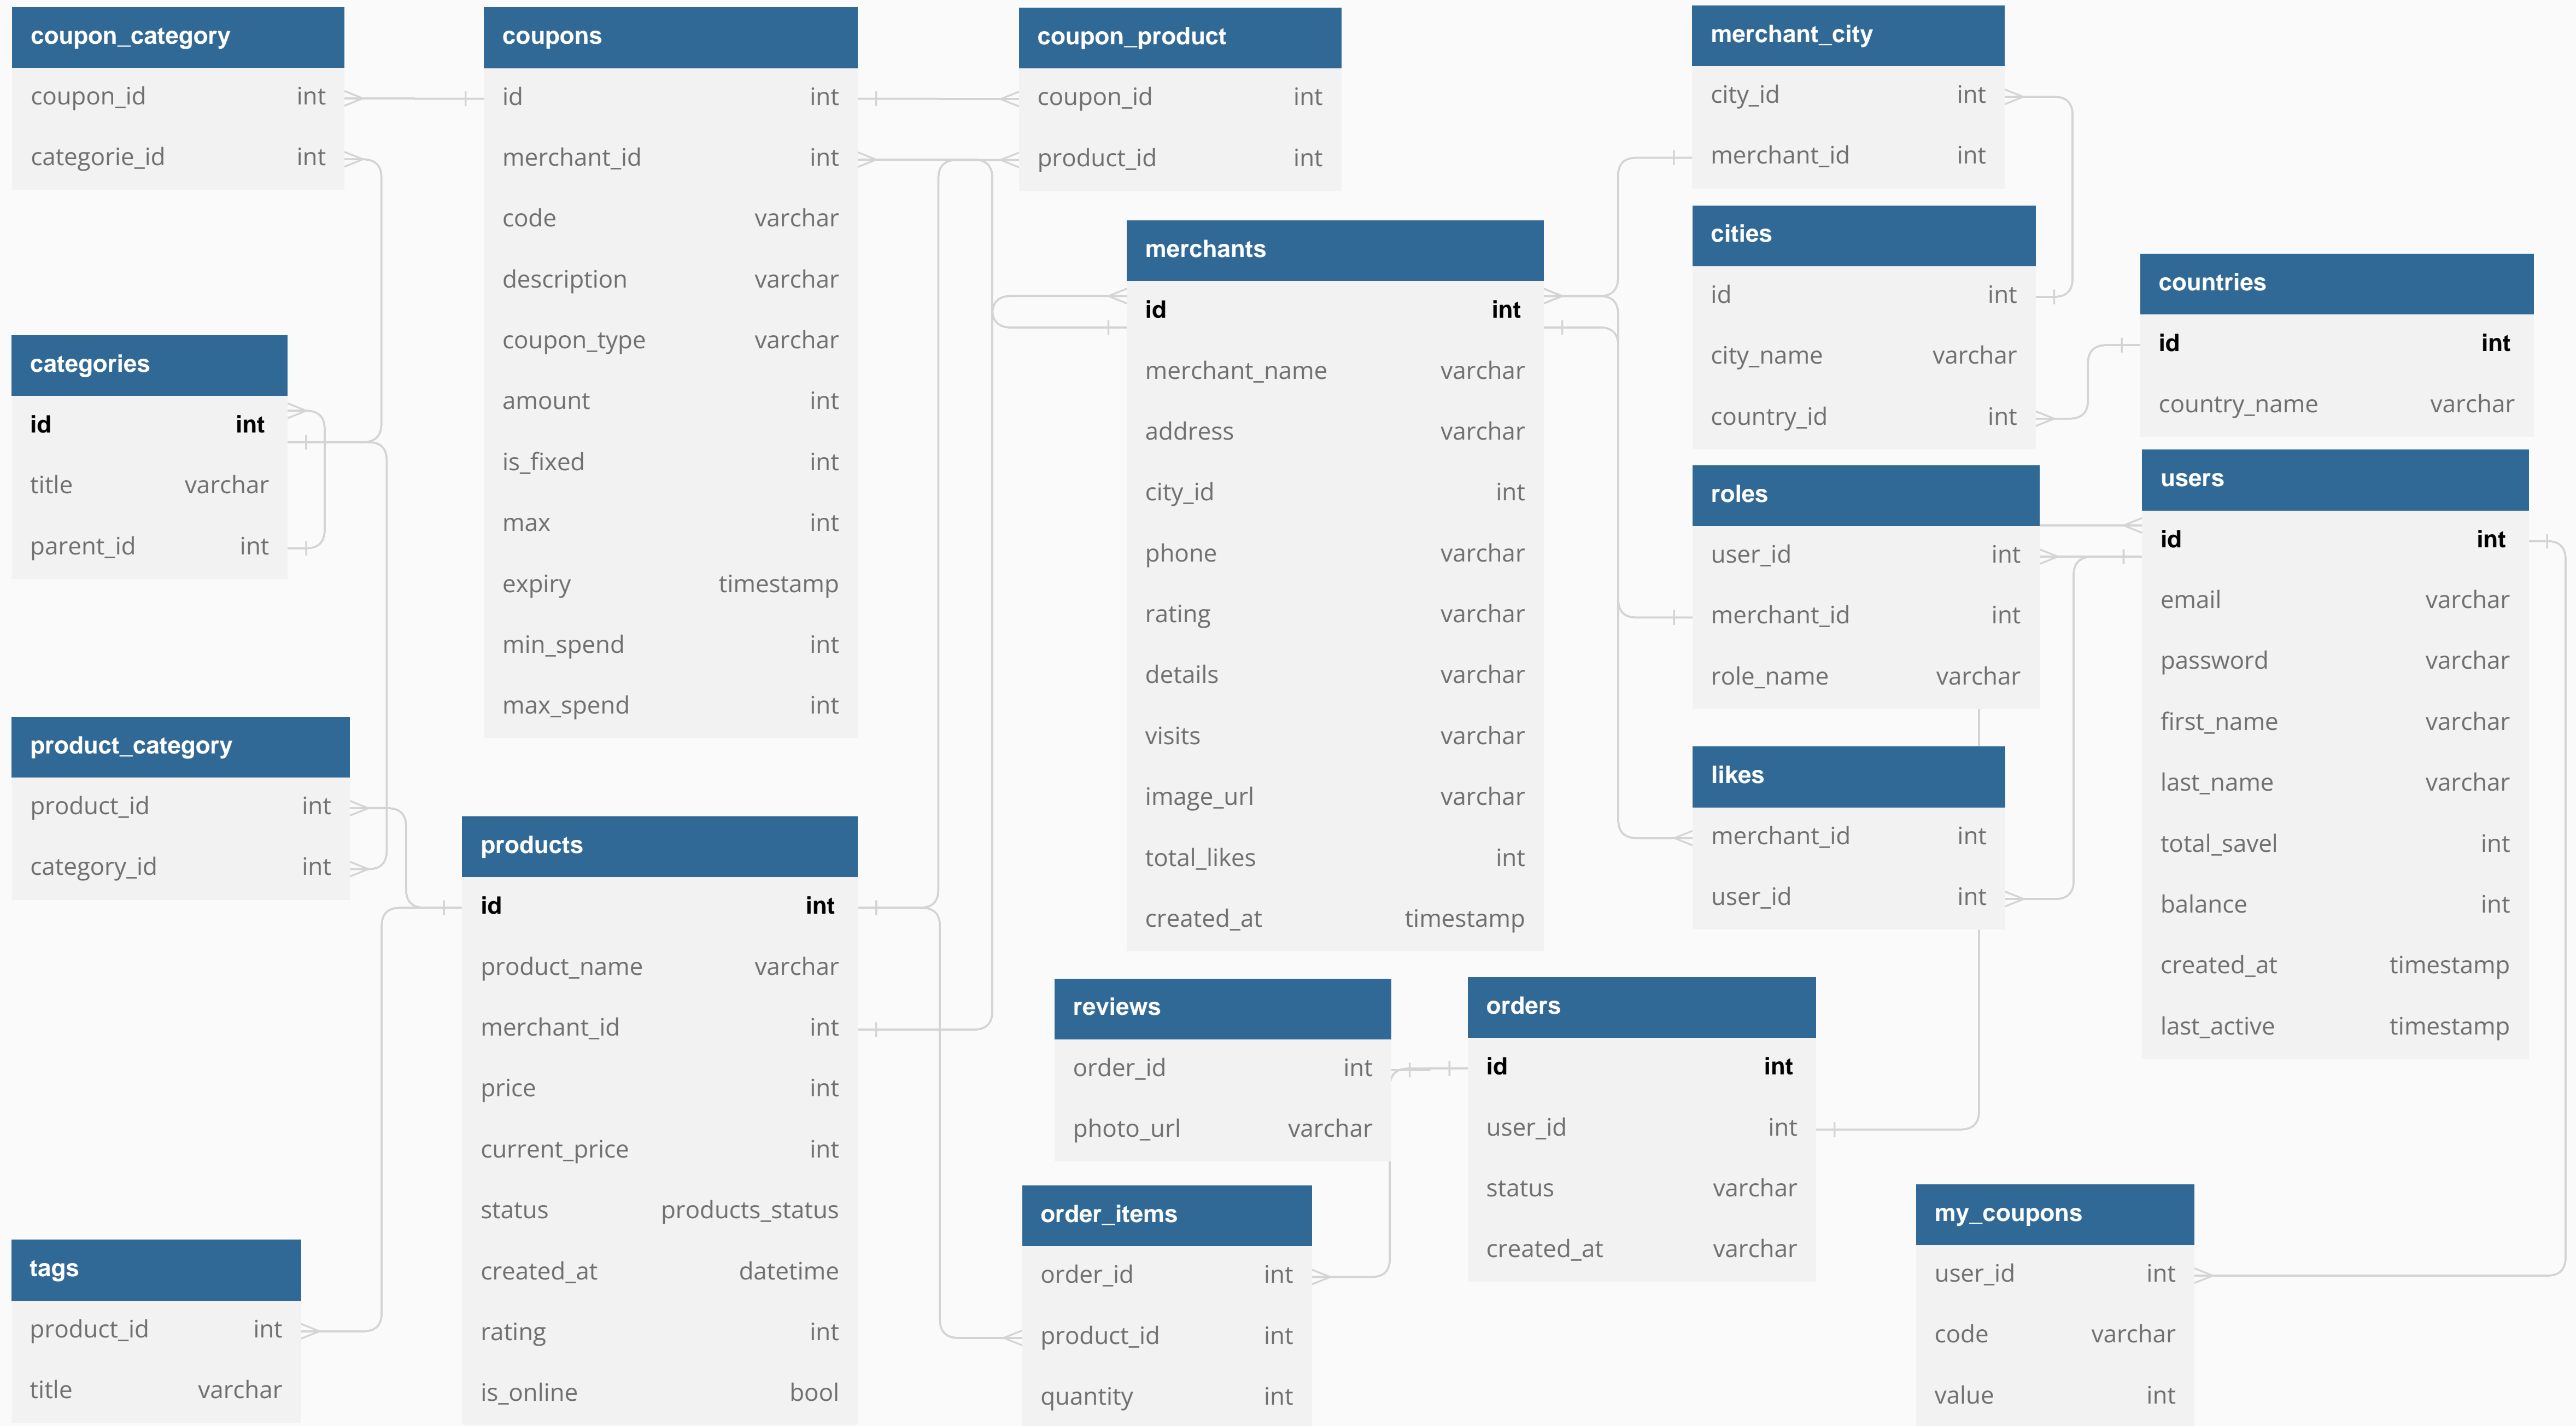 coupon_category
coupon_id int
categorie_id int
coupons
id int
merchant_id int
code varchar
description varchar
coupon_type varchar
amount int
is_fixed int
max int
expiry timestamp
min_spend int
max_spend int
coupon_product
coupon_id int
product_id int
merchant_city
city_id int
merchant_id int
merchants
id int
merchant_name varchar
address varchar
city_id int
phone varchar
rating varchar
details varchar
visits varchar
image_url varchar
total_likes int
created_at timestamp
cities
id int
city_name varchar
country_id int
countries
id int
country_name varchar
categories
id int
title varchar
parent_id int
roles
user_id int
merchant_id int
role_name varchar
users
id int
email varchar
password varchar
first_name varchar
last_name varchar
total_savel int
balance int
created_at timestamp
last_active timestamp
product_category
product_id int
category_id int
likes
merchant_id int
user_id int
products
id int
product_name varchar
merchant_id int
price int
current_price int
status products_status
created_at datetime
rating int
is_online bool
reviews
order_id int
photo_url varchar
orders
id int
user_id int
status varchar
created_at varchar
tags
product_id int
title varchar
order_items
order_id int
product_id int
quantity int
my_coupons
user_id int
code varchar
value int